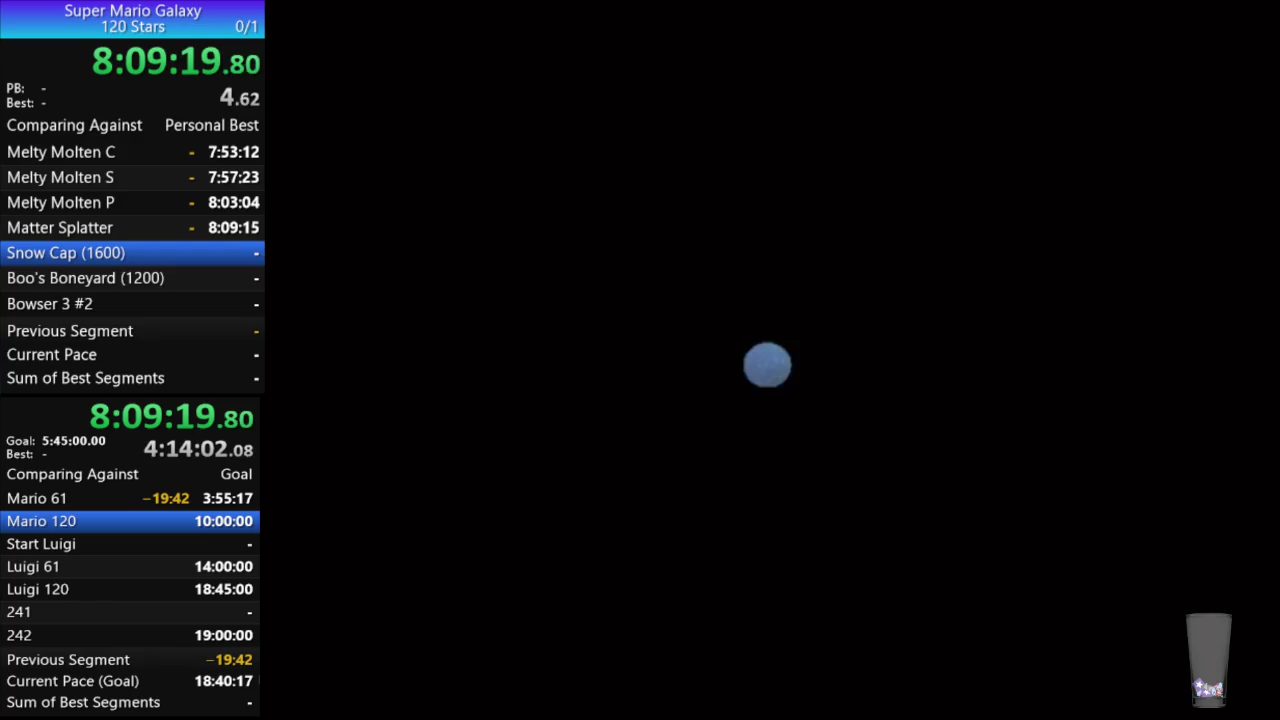 Super Mario Galaxy
120 Stars 0/1
8:09:19.80
PB: - 4.62
Best: -
Comparing Against Personal Best
Melty Molten C - 7:53:12
Melty Molten S - 7:57:23
Melty Molten P - 8:03:04
Matter Splatter - 8:09:15
Snow Cap (1600) -
Boo's Boneyard (1200) -
Bowser 3 #2 -
Previous Segment -
Current Pace -
Sum of Best Segments -
8:09:19.80
Goal: 5:45:00.00 4:14:02.08
Best: -
Comparing Against Goal
Mario 61 −19:42 3:55:17
Mario 120 10:00:00
Start Luigi -
Luigi 61 14:00:00
Luigi 120 18:45:00
241 -
242 19:00:00
Previous Segment −19:42
Current Pace (Goal) 18:40:17
Sum of Best Segments -